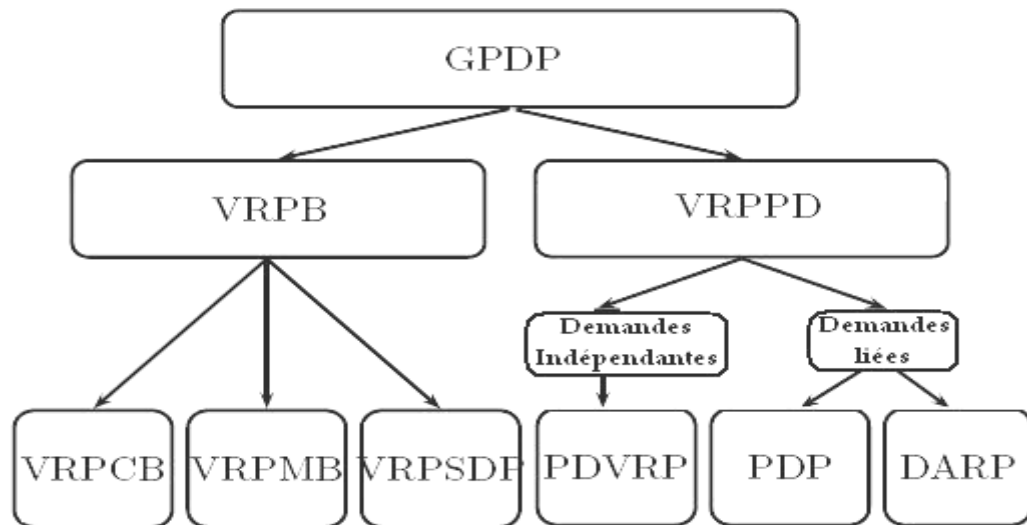 GPDP
VRPB
VRPPD
Demandes
Indépendantes
Demandes
liées
VRPCB
VRPMB
VRPSDP
PDVRP
PDP
DARP